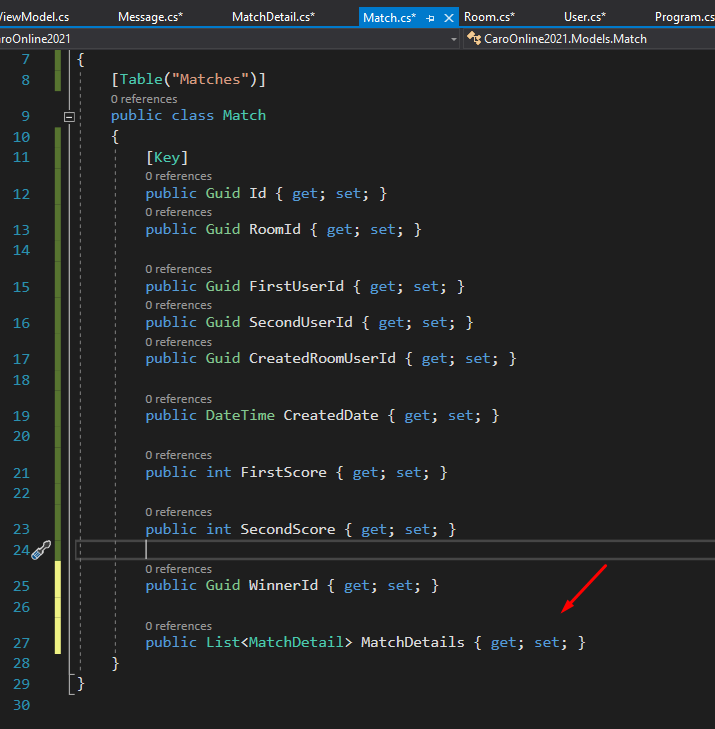 ViewModel.cs
Message.cs*
MatchDetail.cs*
Match.cs*
Room.cs*
User.cs*
Program.cs
aroOnline2021
CaroOnline2021.Models.Match
7 {
8 [Table("Matches")]
0 references
9 public class Match
10 {
11 [Key]
0 references
12 public Guid Id { get; set; }
0 references
13 public Guid RoomId { get; set; }
14
0 references
15 public Guid FirstUserId { get; set; }
0 references
16 public Guid SecondUserId { get; set; }
0 references
17 public Guid CreatedRoomUserId { get; set; }
18
0 references
19 public DateTime CreatedDate { get; set; }
20
0 references
21 public int FirstScore { get; set; }
22
0 references
23 public int SecondScore { get; set; }
24
0 references
25 public Guid WinnerId { get; set; }
26
0 references
27 public List<MatchDetail> MatchDetails { get; set; }
28 }
29 }
30